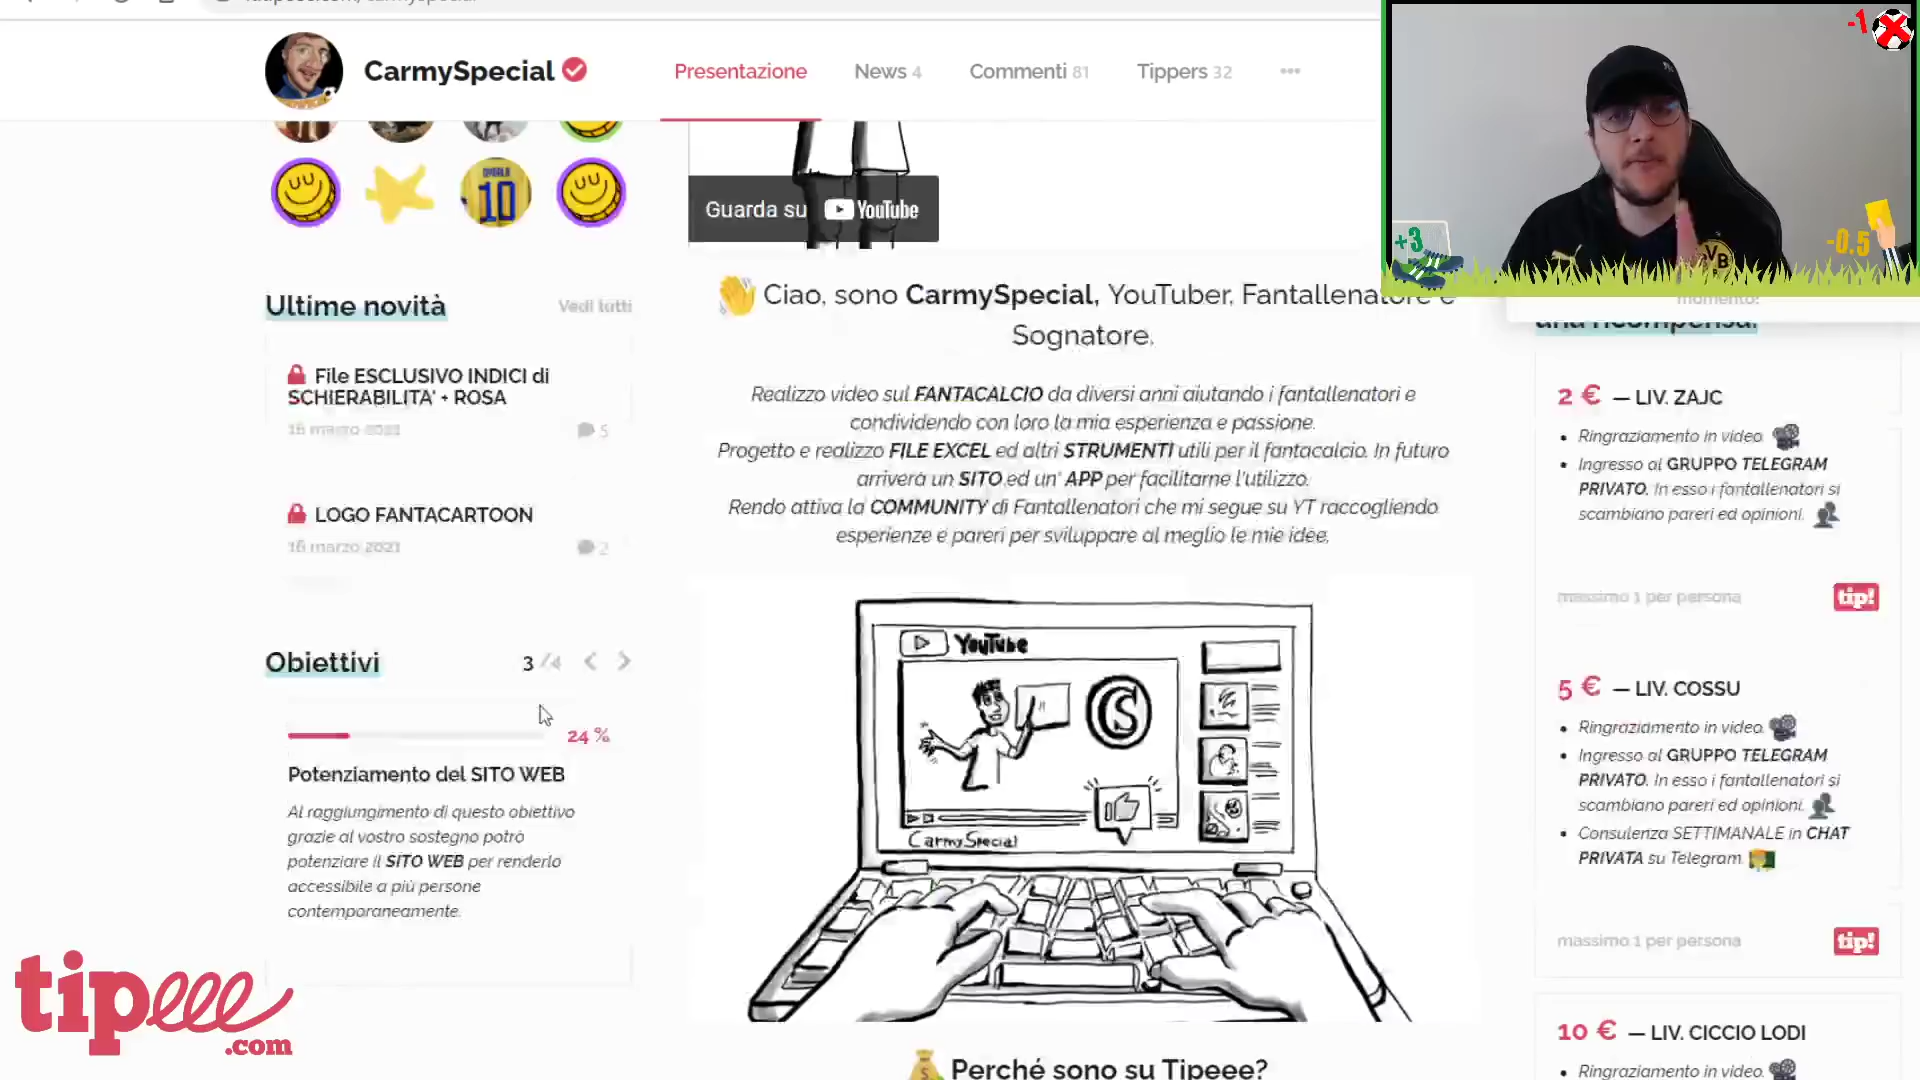 CarmySpecial
Presentazione
News 4
Commenti 81
Tippers 32
-1
+3
-0.5
10
Guarda su YouTube
Ultime novità
Vedi tutti
File ESCLUSIVO INDICI di
SCHIERABILITA' + ROSA
16 marzo 2021
5
LOGO FANTACARTOON
16 marzo 2021
2
Obiettivi
3 /4
24 %
Potenziamento del SITO WEB
Al raggiungimento di questo obiettivo
grazie al vostro sostegno potrò
potenziare il SITO WEB per renderlo
accessibile a più persone
contemporaneamente.
tipeee
.com
👋 Ciao, sono CarmySpecial, YouTuber, Fantallenatore e
Sognatore.
Realizzo video sul FANTACALCIO da diversi anni aiutando i fantallenatori e
condividendo con loro la mia esperienza e passione.
Progetto e realizzo FILE EXCEL ed altri STRUMENTI utili per il fantacalcio. In futuro
arriverà un SITO ed un' APP per facilitarne l'utilizzo.
Rendo attiva la COMMUNITY di Fantallenatori che mi segue su YT raccogliendo
esperienze e pareri per sviluppare al meglio le mie idee.
YouTube
CS
CarmySpecial
Perché sono su Tipeee?
momento!
una ricompensa!
2 € — LIV. ZAJC
• Ringraziamento in video.
• Ingresso al GRUPPO TELEGRAM
PRIVATO. In esso i fantallenatori si
scambiano pareri ed opinioni.
massimo 1 per persona
tip!
5 € — LIV. COSSU
• Ringraziamento in video.
• Ingresso al GRUPPO TELEGRAM
PRIVATO. In esso i fantallenatori si
scambiano pareri ed opinioni.
• Consulenza SETTIMANALE in CHAT
PRIVATA su Telegram.
massimo 1 per persona
tip!
10 € — LIV. CICCIO LODI
• Ringraziamento in video.